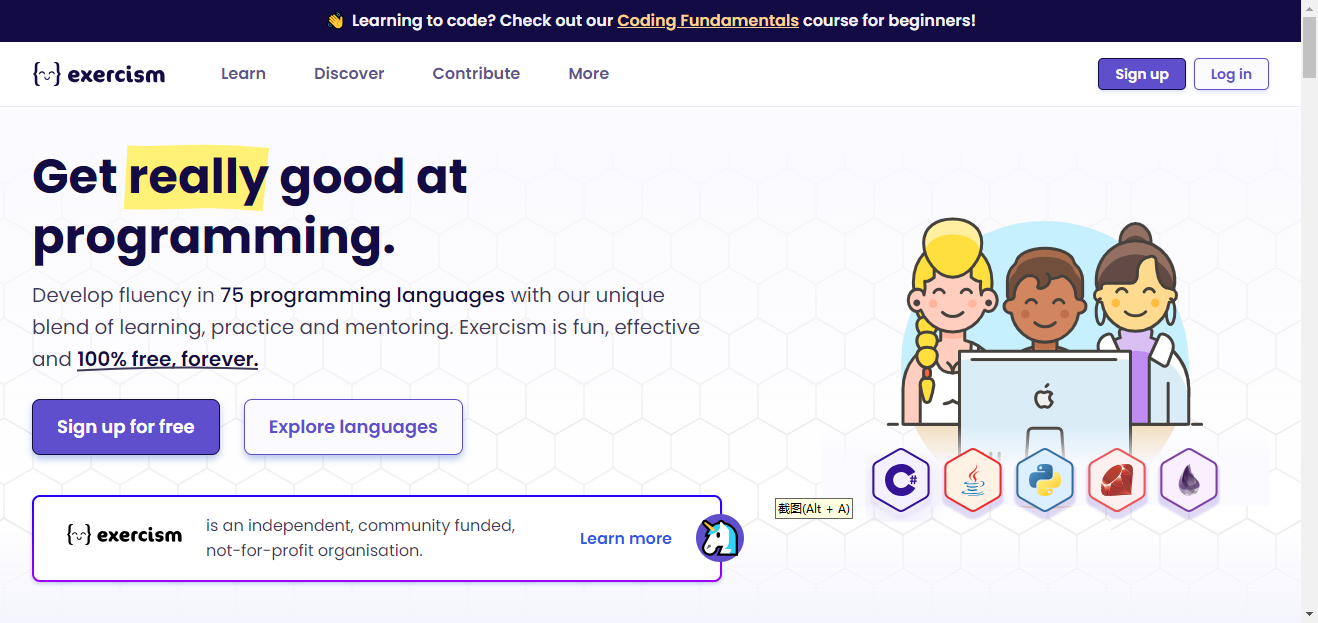 👋 Learning to code? Check out our Coding Fundamentals course for beginners!
{~} exercism Learn Discover Contribute More Sign up Log in
Get really good at
programming.
Develop fluency in 75 programming languages with our unique
blend of learning, practice and mentoring. Exercism is fun, effective
and 100% free, forever.
Sign up for free Explore languages
C#
截图(Alt + A)
exercism
is an independent, community funded,
not-for-profit organisation.
Learn more